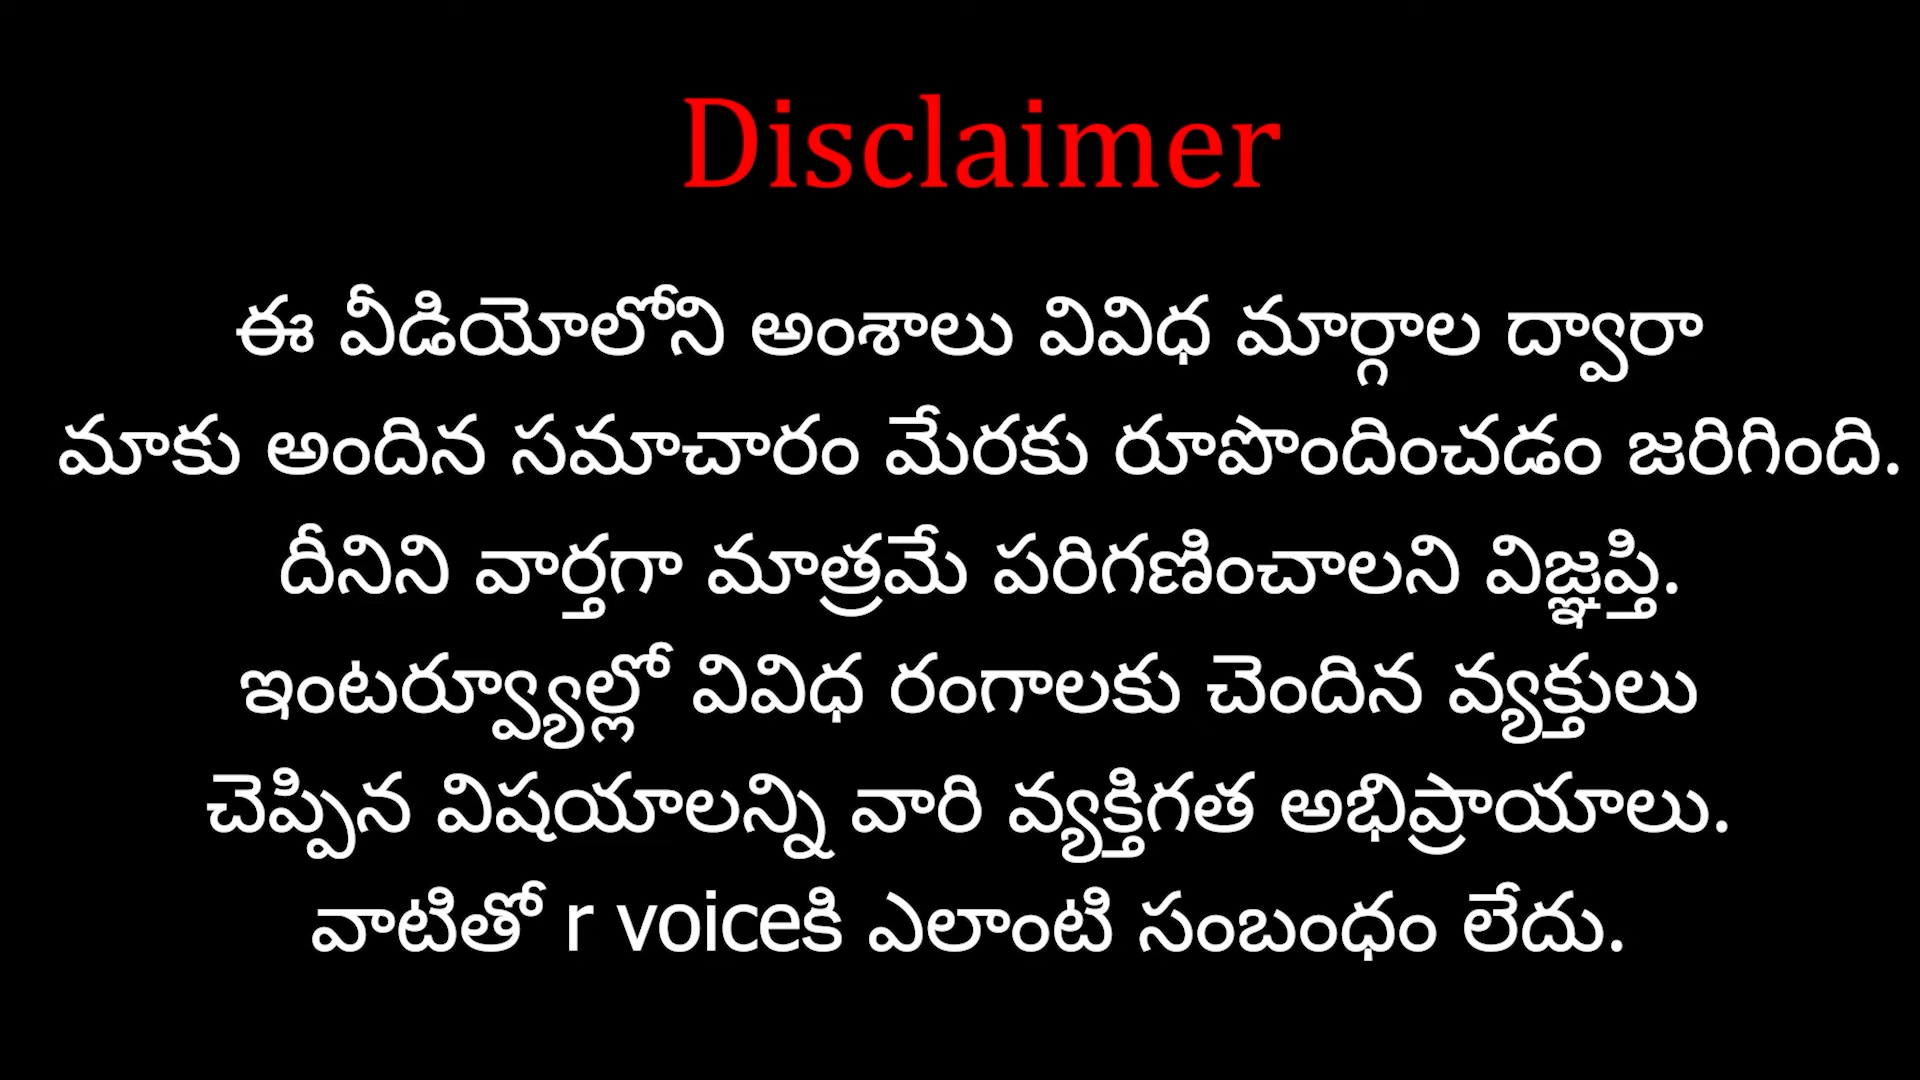 Disclaimer
ఈ వీడియోలోని అంశాలు వివిధ మార్గాల ద్వారా
మాకు అందిన సమాచారం మేరకు రూపొందించడం జరిగింది.
దీనిని వార్తగా మాత్రమే పరిగణించాలని విజ్ఞప్తి.
ఇంటర్వ్యూల్లో వివిధ రంగాలకు చెందిన వ్యక్తులు
చెప్పిన విషయాలన్ని వారి వ్యక్తిగత అభిప్రాయాలు.
వాటితో r voiceకి ఎలాంటి సంబంధం లేదు.